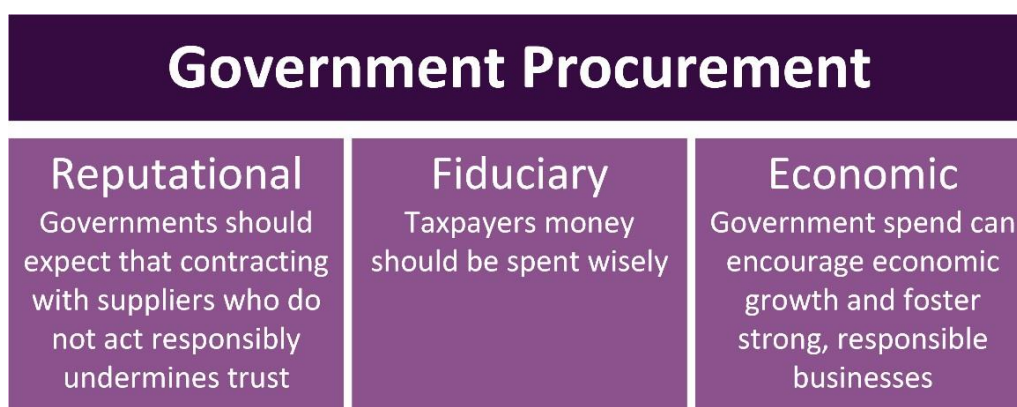 Government Procurement
Reputational
Governments should
expect that contracting
with suppliers who do
not act responsibly
undermines trust
Fiduciary
Taxpayers money
should be spent wisely
Economic
Government spend can
encourage economic
growth and foster
strong, responsible
businesses